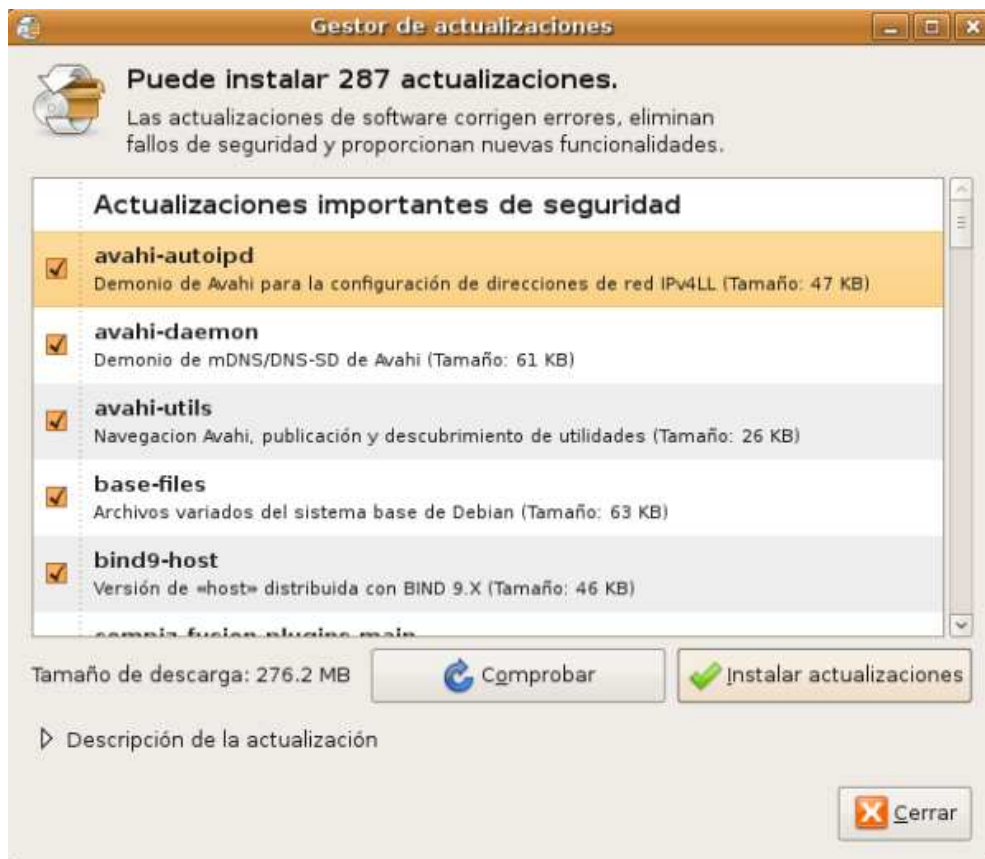 Gestor de actualizaciones
Puede instalar 287 actualizaciones.
Las actualizaciones de software corrigen errores, eliminan
fallos de seguridad y proporcionan nuevas funcionalidades.
Actualizaciones importantes de seguridad
avahi-autoipd
Demonio de Avahi para la configuración de direcciones de red IPv4LL (Tamaño: 47 KB)
avahi-daemon
Demonio de mDNS/DNS-SD de Avahi (Tamaño: 61 KB)
avahi-utils
Navegacion Avahi, publicación y descubrimiento de utilidades (Tamaño: 26 KB)
base-files
Archivos variados del sistema base de Debian (Tamaño: 63 KB)
bind9-host
Versión de «host» distribuida con BIND 9.X (Tamaño: 46 KB)
compiz-fusion-plugins-main
Tamaño de descarga: 276.2 MB
Comprobar
Instalar actualizaciones
Descripción de la actualización
Cerrar